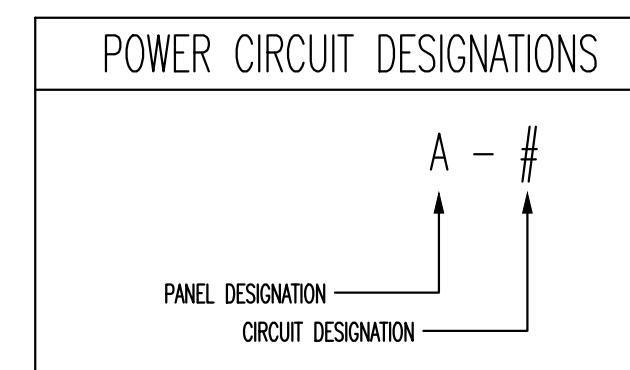 POWER CIRCUIT DESIGNATIONS
A - #
PANEL DESIGNATION
CIRCUIT DESIGNATION